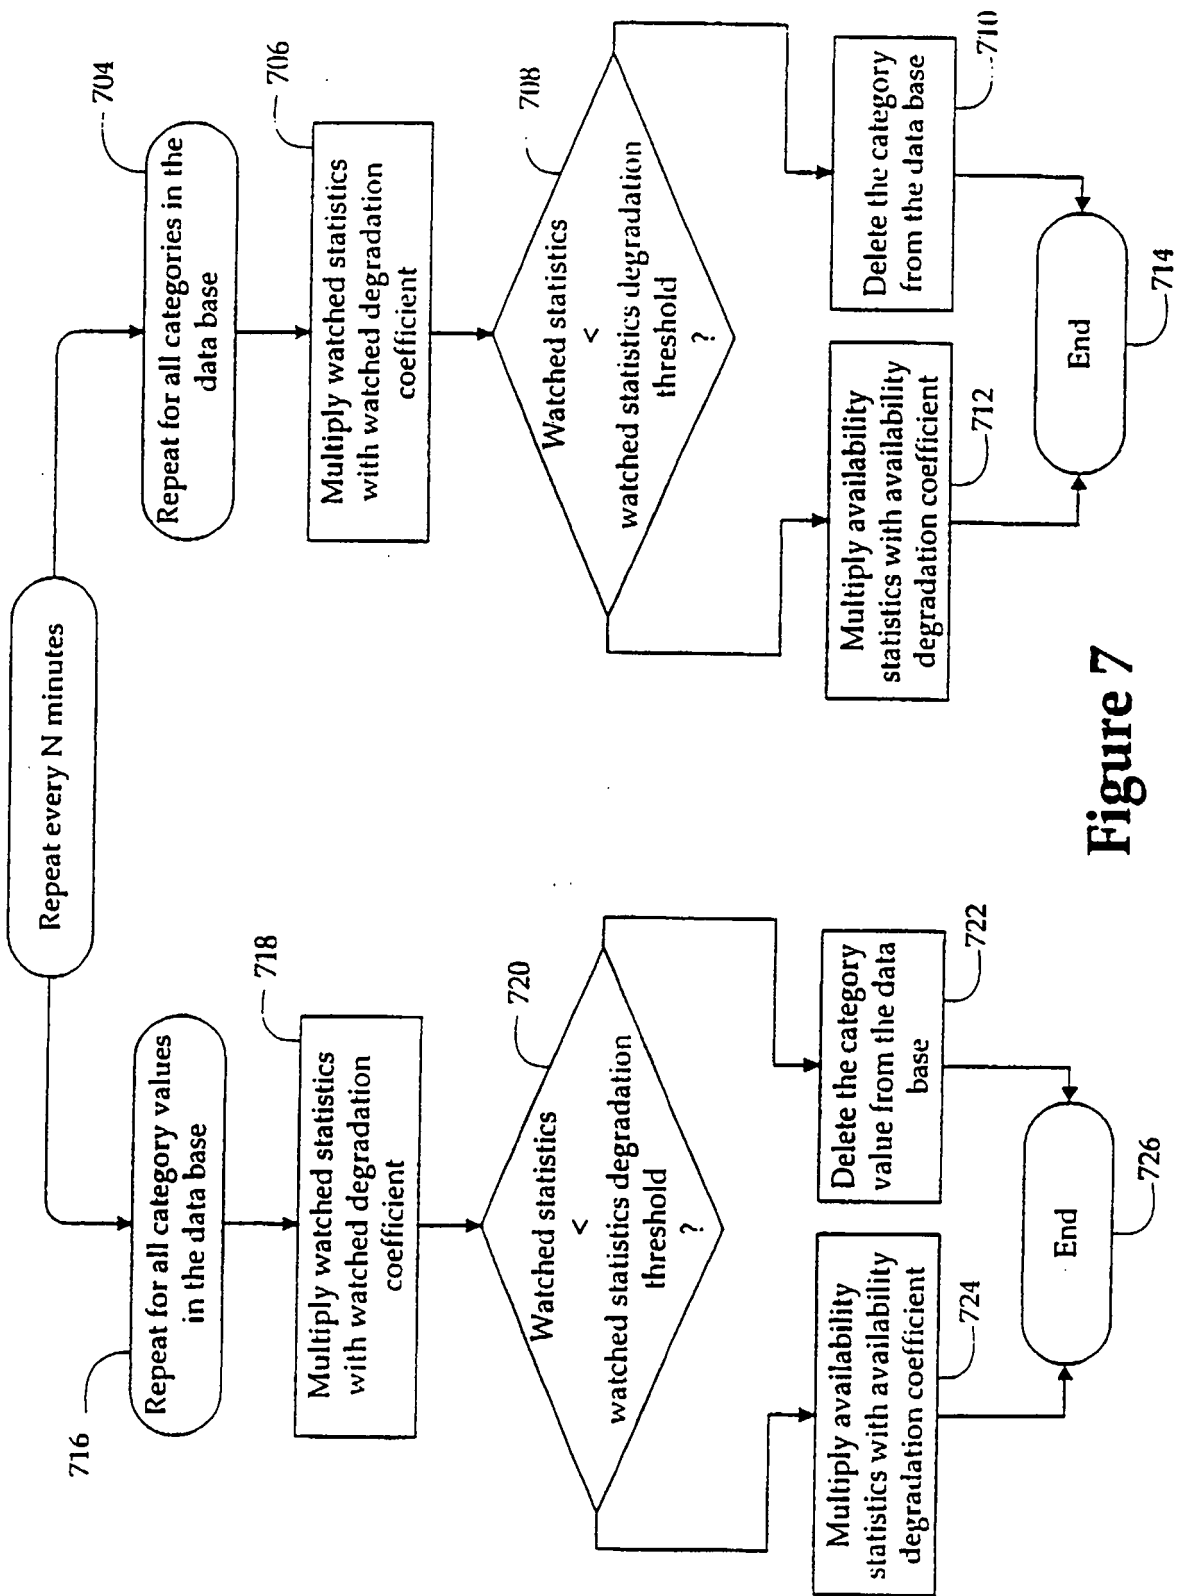 Repeat every N minutes
716
Repeat for all category values
in the data base
718
Multiply watched statistics
with watched degradation
coefficient
720
Watched statistics
<
watched statistics degradation
threshold
?
722
Delete the category
value from the data
base
724
Multiply availability
statistics with availability
degradation coefficient
End
726
704
Repeat for all categories in the
data base
706
Multiply watched statistics
with watched degradation
coefficient
708
Watched statistics
<
watched statistics degradation
threshold
?
710
Delete the category
from the data base
712
Multiply availability
statistics with availability
degradation coefficient
End
714
Figure 7